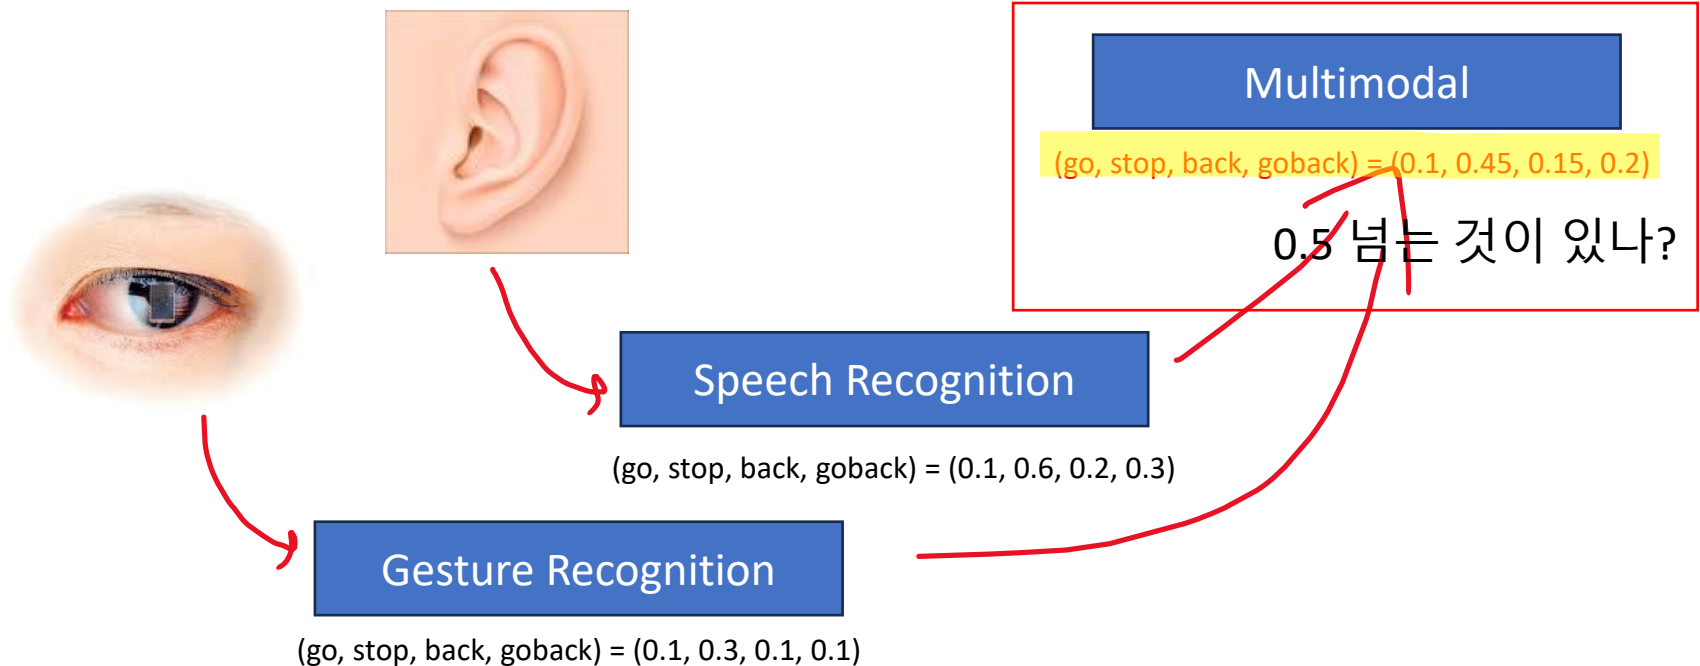 Multimodal
(go, stop, back, goback) = (0.1, 0.45, 0.15, 0.2)
0.5 넘는 것이 있나?
Speech Recognition
(go, stop, back, goback) = (0.1, 0.6, 0.2, 0.3)
Gesture Recognition
(go, stop, back, goback) = (0.1, 0.3, 0.1, 0.1)